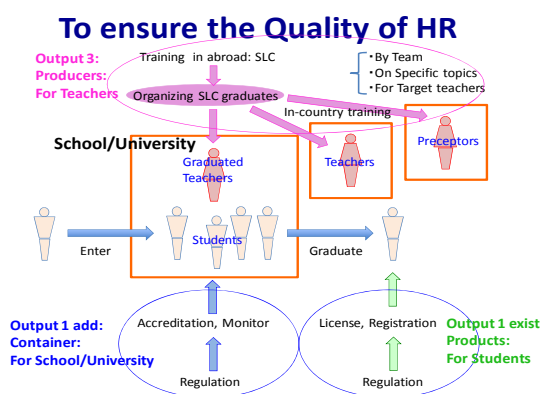 To ensure the Quality of HR
Output 3:
Producers:
For Teachers
Training in abroad: SLC
・By Team
・On Specific topics
・For Target teachers
Organizing SLC graduates
In-country training
School/University
Graduated
Teachers
Teachers
Preceptors
Students
Enter
Graduate
Output 1 add:
Container:
For School/University
Accreditation, Monitor
Regulation
License, Registration
Regulation
Output 1 exist
Products:
For Students